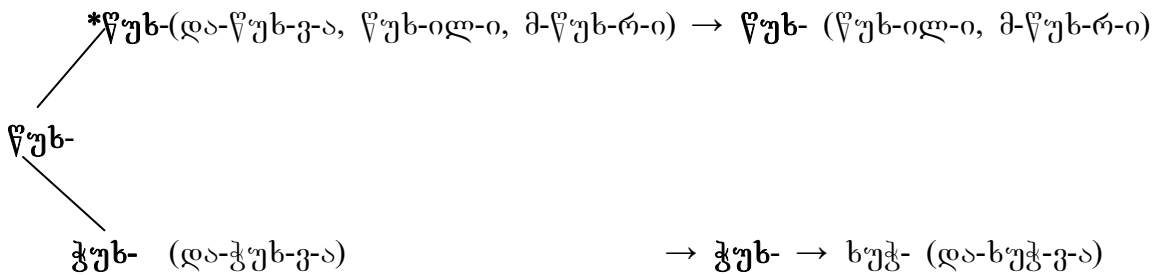 *წუხ-(და-წუხ-ვ-ა, წუხ-ილ-ი, მ-წუხ-რ-ი) → წუხ- (წუხ-ილ-ი, მ-წუხ-რ-ი)
წუხ-
ჭუხ- (და-ჭუხ-ვ-ა) → ჭუხ- → ხუჭ- (და-ხუჭ-ვ-ა)